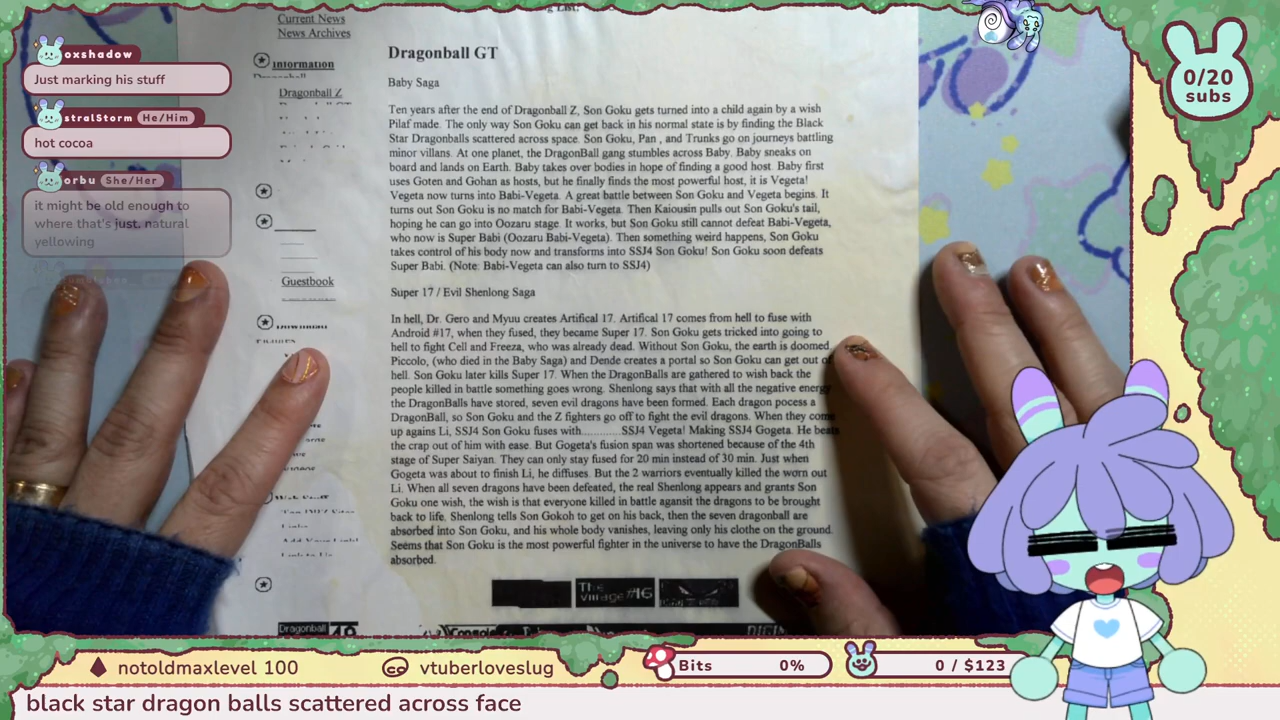 oxshadow
Just marking his stuff
stralStorm He/Him
hot cocoa
orbu She/Her
it might be old enough to
where that's just. natural
yellowing
Current News
News Archives
Information
Dragonball Z
Guestbook
Dragonball GT
Baby Saga
Ten years after the end of Dragonball Z, Son Goku gets turned into a child again by a wish
Pilaf made. The only way Son Goku can get back in his normal state is by finding the Black
Star Dragonballs scattered across space. Son Goku, Pan , and Trunks go on journeys battling
minor villans. At one planet, the DragonBall gang stumbles across Baby. Baby sneaks on
board and lands on Earth. Baby takes over bodies in hope of finding a good host. Baby first
uses Goten and Gohan as hosts, but he finally finds the most powerful host, it is Vegeta!
Vegeta now turns into Babi-Vegeta. A great battle between Son Goku and Vegeta begins. It
turns out Son Goku is no match for Babi-Vegeta. Then Kaiousin pulls out Son Goku's tail,
hoping he can go into Oozaru stage. It works, but Son Goku still cannot defeat Babi-Vegeta,
who now is Super Babi (Oozaru Babi-Vegeta). Then something weird happens, Son Goku
takes control of his body now and transforms into SSJ4 Son Goku! Son Goku soon defeats
Super Babi. (Note: Babi-Vegeta can also turn to SSJ4)
Super 17 / Evil Shenlong Saga
In hell, Dr. Gero and Myuu creates Artifical 17. Artifical 17 comes from hell to fuse with
Android #17, when they fused, they became Super 17. Son Goku gets tricked into going to
hell to fight Cell and Freeza, who was already dead. Without Son Goku, the earth is doomed.
Piccolo, (who died in the Baby Saga) and Dende creates a portal so Son Goku can get out of
hell. Son Goku later kills Super 17. When the DragonBalls are gathered to wish back the
people killed in battle something goes wrong. Shenlong says that with all the negative energy
the DragonBalls have stored, seven evil dragons have been formed. Each dragon pocess a
DragonBall, so Son Goku and the Z fighters go off to fight the evil dragons. When they come
up agains Li, SSJ4 Son Goku fuses with.............. SSJ4 Vegeta! Making SSJ4 Gogeta. He beats
the crap out of him with ease. But Gogeta's fusion span was shortened because of the 4th
stage of Super Saiyan. They can only stay fused for 20 min instead of 30 min. Just when
Gogeta was about to finish Li, he diffuses. But the 2 warriors eventually killed the worn out
Li. When all seven dragons have been defeated, the real Shenlong appears and grants Son
Goku one wish, the wish is that everyone killed in battle agansit the dragons to be brought
back to life. Shenlong tells Son Gokoh to get on his back, then the seven dragonball are
absorbed into Son Goku, and his whole body vanishes, leaving only his clothe on the ground.
Seems that Son Goku is the most powerful fighter in the universe to have the DragonBalls
absorbed.
The Village #16
Dragonball
0/20
subs
notoldmaxlevel 100
vtuberloveslug
Bits 0%
0 / $123
black star dragon balls scattered across face